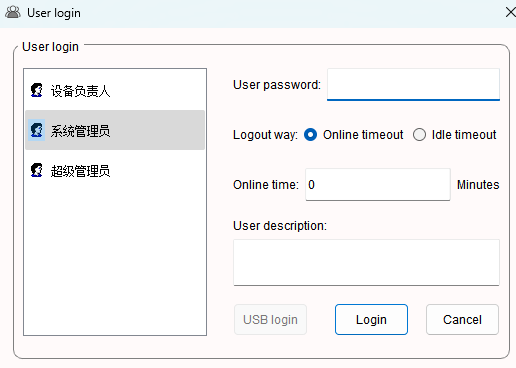 User login
User login
设备负责人
系统管理员
超级管理员
User password:
Logout way: Online timeout Idle timeout
Online time: 0 Minutes
User description:
USB login Login Cancel